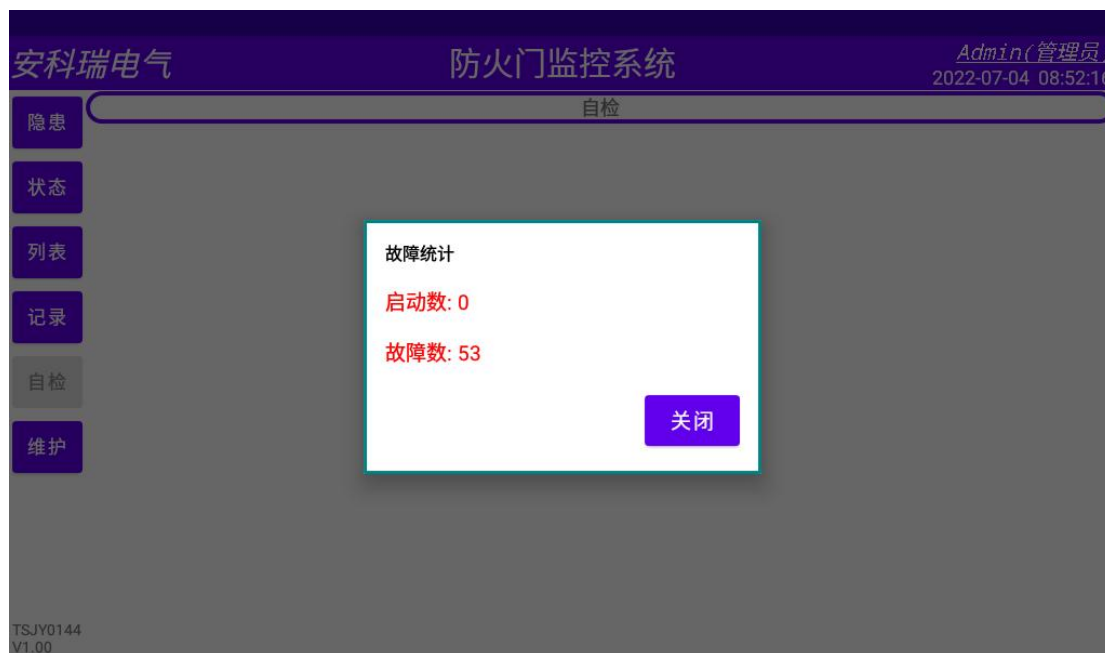 安科瑞电气
防火门监控系统
Admin(管理员
2022-07-04 08:52:16
自检
隐患
状态
列表
记录
自检
维护
故障统计
启动数: 0
故障数: 53
关闭
TSJY0144
V1.00